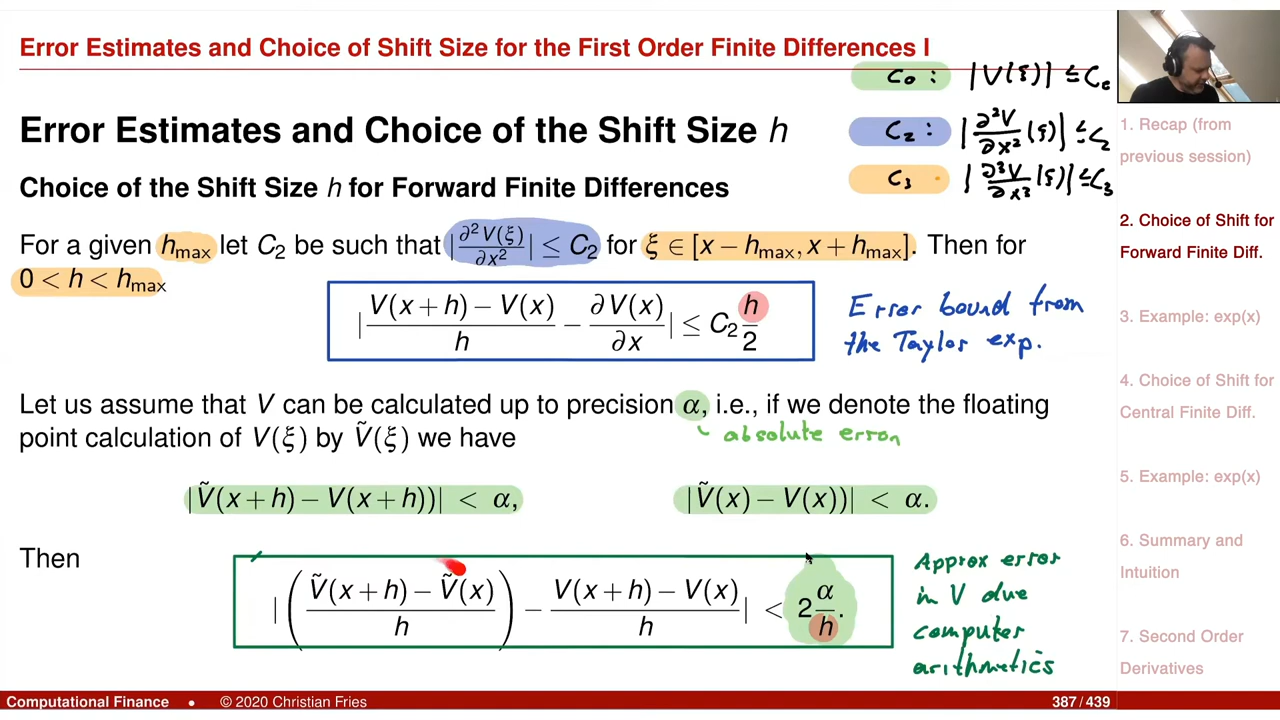 Error Estimates and Choice of Shift Size for the First Order Finite Differences I
C₀ : |V(ξ)| ≤ C₀
Error Estimates and Choice of the Shift Size h
C₂ : |∂²V/∂x² (ξ)| ≤ C₂
C₃ |∂³V/∂x³ (ξ)| ≤ C₃
Choice of the Shift Size h for Forward Finite Differences
For a given hmax let C₂ be such that |∂²V(ξ)/∂x²| ≤ C₂ for ξ ∈ [x − hmax, x + hmax]. Then for
0 < h < hmax
|(V(x + h) − V(x))/h − ∂V(x)/∂x| ≤ C₂ h/2
Error bound from
the Taylor exp.
Let us assume that V can be calculated up to precision α, i.e., if we denote the floating
point calculation of V(ξ) by Ṽ(ξ) we have
absolute error
|Ṽ(x + h) − V(x + h))| < α,
|Ṽ(x) − V(x))| < α.
Then
|((Ṽ(x + h) − Ṽ(x))/h) − (V(x + h) − V(x))/h| < 2 α/h.
Approx error
in V due
computer
arithmetics
1. Recap (from
previous session)
2. Choice of Shift for
Forward Finite Diff.
3. Example: exp(x)
4. Choice of Shift for
Central Finite Diff.
5. Example: exp(x)
6. Summary and
Intuition
7. Second Order
Derivatives
Computational Finance • © 2020 Christian Fries 387/439